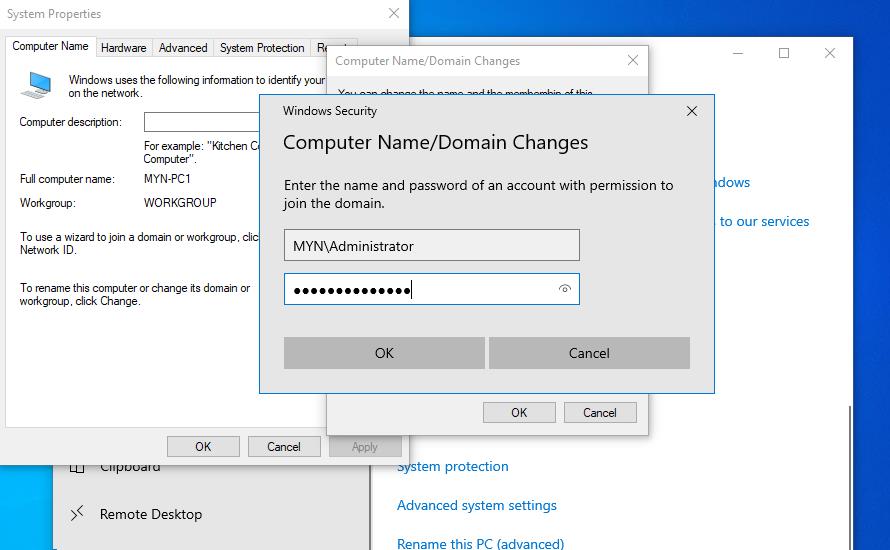 System Properties
Computer Name Hardware Advanced System Protection
Windows uses the following information to identify your
on the network.
Computer description:
For example: "Kitchen
Computer".
Full computer name: MYN-PC1
Workgroup: WORKGROUP
To use a wizard to join a domain or workgroup,
Network ID.
To rename this computer or change its domain or
workgroup, click Change.
OK Cancel Apply
Computer Name/Domain Changes
You can change the name and the membership of this
Windows Security
Computer Name/Domain Changes
Enter the name and password of an account with permission to
join the domain.
MYN\Administrator
●●●●●●●●●●●●●●
OK Cancel
OK Cancel
to our services
Clipboard
Remote Desktop
System protection
Advanced system settings
Rename this PC (advanced)